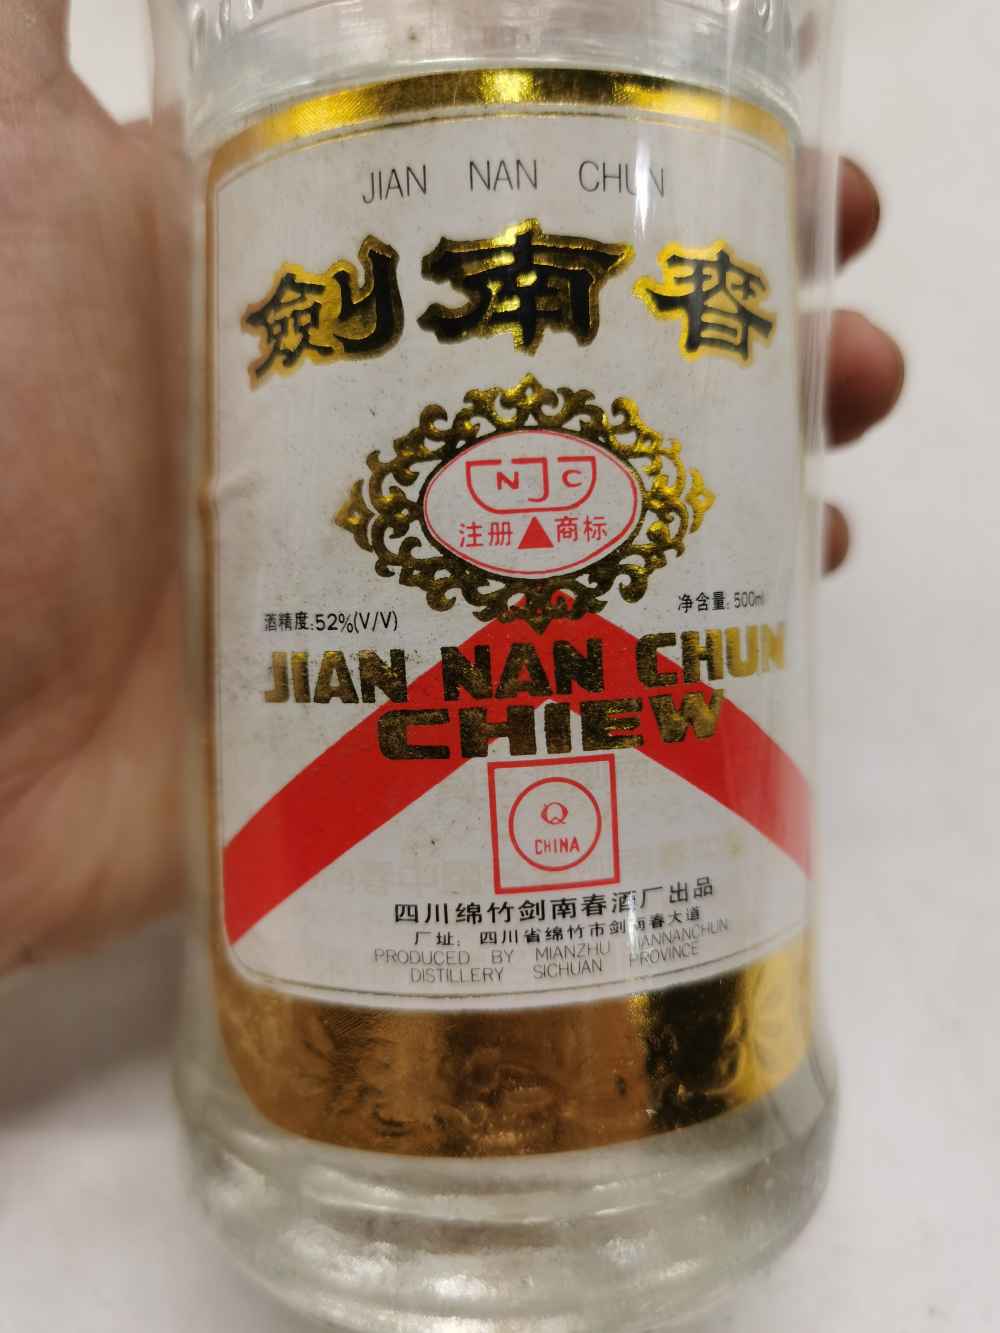 JIAN NAN CHUN
劍南春
NJC
注册 商标
酒精度:52%(V/V)
净含量:500ml
JIAN NAN CHUN
CHIEW
Q
CHINA
四川绵竹剑南春酒厂出品
厂址:四川省绵竹市剑南春大道
PRODUCED BY MIANZHU JIANNANCHUN
DISTILLERY SICHUAN PROVINCE